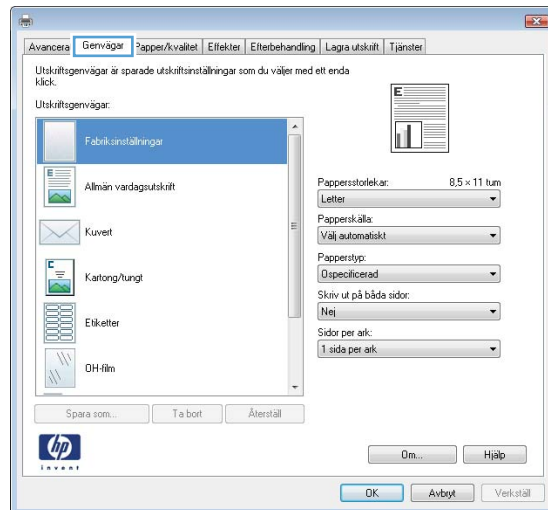 Avancera Genvägar Papper/kvalitet Effekter Efterbehandling Lagra utskrift Tjänster
Utskriftsgenvägar är sparade utskriftsinställningar som du väljer med ett enda
klick.
Utskriftsgenvägar:
Fabriksinställningar
Allmän vardagsutskrift
Kuvert
Kartong/tungt
Etiketter
OH-film
E
Pappersstorlekar: 8,5 × 11 tum
Letter
Papperskälla:
Välj automatiskt
Papperstyp:
Ospecificerad
Skriv ut på båda sidor:
Nej
Sidor per ark:
1 sida per ark
Spara som... Ta bort Återställ
hp
invent
Om... Hjälp
OK Avbryt Verkställ